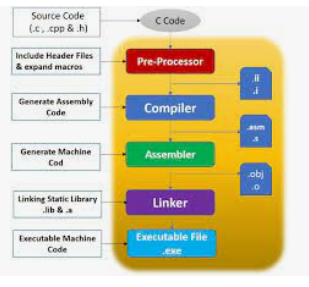 Source Code
(.c , .cpp & .h)
C Code
Include Header Files
& expand macros
Pre-Processor
.ii
.i
Generate Assembly
Code
Compiler
.asm
.s
Generate Machine
Cod
Assembler
.obj
.o
Linking Static Library
.lib & .a
Linker
Executable Machine
Code
Executable File
.exe